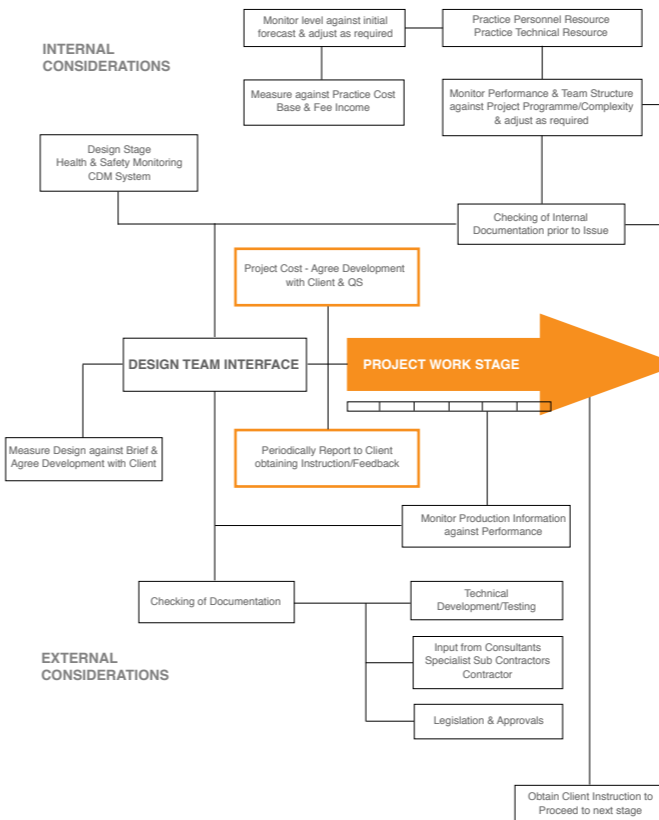 Monitor level against initial
forecast & adjust as required
Practice Personnel Resource
Practice Technical Resource
INTERNAL
CONSIDERATIONS
Measure against Practice Cost
Base & Fee Income
Monitor Performance & Team Structure
against Project Programme/Complexity
& adjust as required
Design Stage
Health & Safety Monitoring
CDM System
Checking of Internal
Documentation prior to Issue
Project Cost - Agree Development
with Client & QS
DESIGN TEAM INTERFACE
PROJECT WORK STAGE
Measure Design against Brief &
Agree Development with Client
Periodically Report to Client
obtaining Instruction/Feedback
Monitor Production Information
against Performance
Checking of Documentation
Technical
Development/Testing
Input from Consultants
Specialist Sub Contractors
Contractor
EXTERNAL
CONSIDERATIONS
Legislation & Approvals
Obtain Client Instruction to
Proceed to next stage